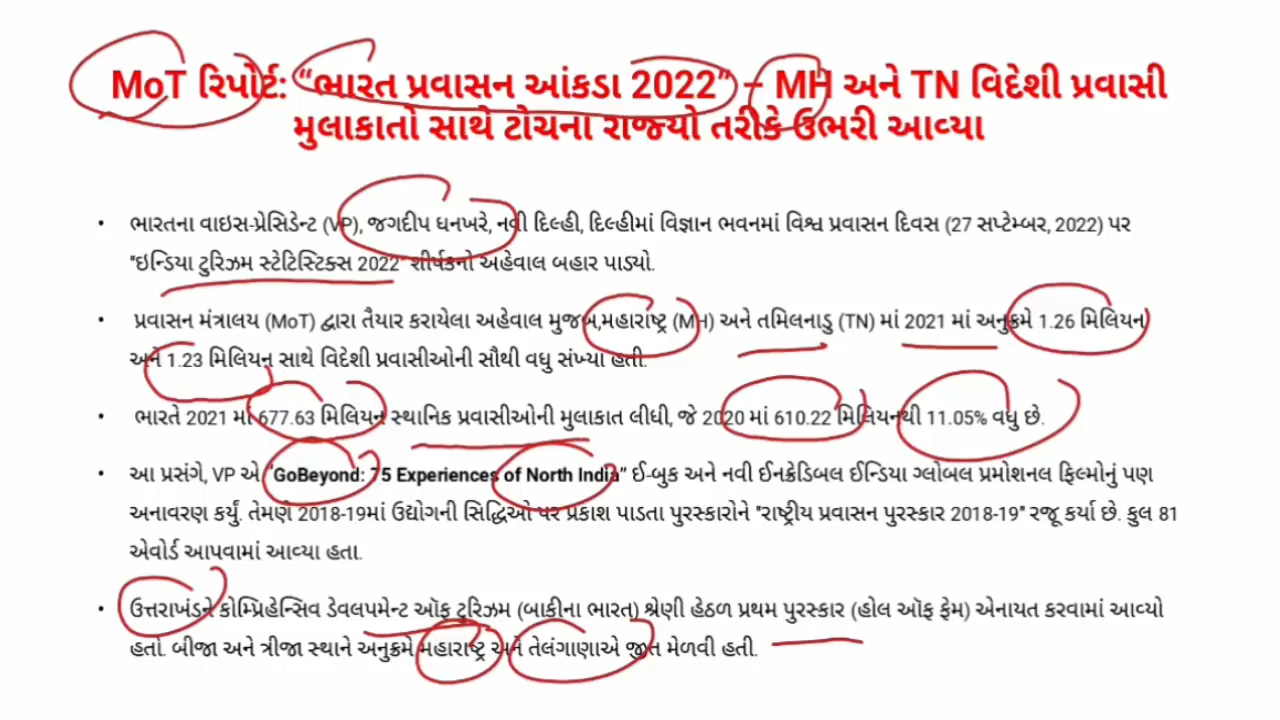 MoT રિપોર્ટ: “ભારત પ્રવાસન આંકડા 2022” – MH અને TN વિદેશી પ્રવાસી
મુલાકાતો સાથે ટોચના રાજ્યો તરીકે ઉભરી આવ્યા
• ભારતના વાઇસ-પ્રેસિડેન્ટ (VP), જગદીપ ધનખરે, નવી દિલ્હી, દિલ્હીમાં વિજ્ઞાન ભવનમાં વિશ્વ પ્રવાસન દિવસ (27 સપ્ટેમ્બર, 2022) પર
"ઇન્ડિયા ટુરિઝમ સ્ટેટિસ્ટિક્સ 2022" શીર્ષકનો અહેવાલ બહાર પાડ્યો.
• પ્રવાસન મંત્રાલય (MoT) દ્વારા તૈયાર કરાયેલા અહેવાલ મુજબ,મહારાષ્ટ્ર (MH) અને તમિલનાડુ (TN) માં 2021 માં અનુક્રમે 1.26 મિલિયન
અને 1.23 મિલિયન સાથે વિદેશી પ્રવાસીઓની સૌથી વધુ સંખ્યા હતી.
• ભારતે 2021 માં 677.63 મિલિયન સ્થાનિક પ્રવાસીઓની મુલાકાત લીધી, જે 2020 માં 610.22 મિલિયનથી 11.05% વધુ છે.
• આ પ્રસંગે, VP એ “GoBeyond: 75 Experiences of North India” ઈ-બુક અને નવી ઈનક્રેડિબલ ઈન્ડિયા ગ્લોબલ પ્રમોશનલ ફિલ્મોનું પણ
અનાવરણ કર્યું. તેમણે 2018-19માં ઉદ્યોગની સિદ્ધિઓ પર પ્રકાશ પાડતા પુરસ્કારોને "રાષ્ટ્રીય પ્રવાસન પુરસ્કાર 2018-19" રજૂ કર્યા છે. કુલ 81
એવોર્ડ આપવામાં આવ્યા હતા.
• ઉત્તરાખંડને કોમ્પ્રિહેન્સિવ ડેવલપમેન્ટ ઑફ ટુરિઝમ (બાકીના ભારત) શ્રેણી હેઠળ પ્રથમ પુરસ્કાર (હોલ ઑફ ફેમ) એનાયત કરવામાં આવ્યો
હતો. બીજા અને ત્રીજા સ્થાને અનુક્રમે મહારાષ્ટ્ર અને તેલંગાણાએ જીત મેળવી હતી.